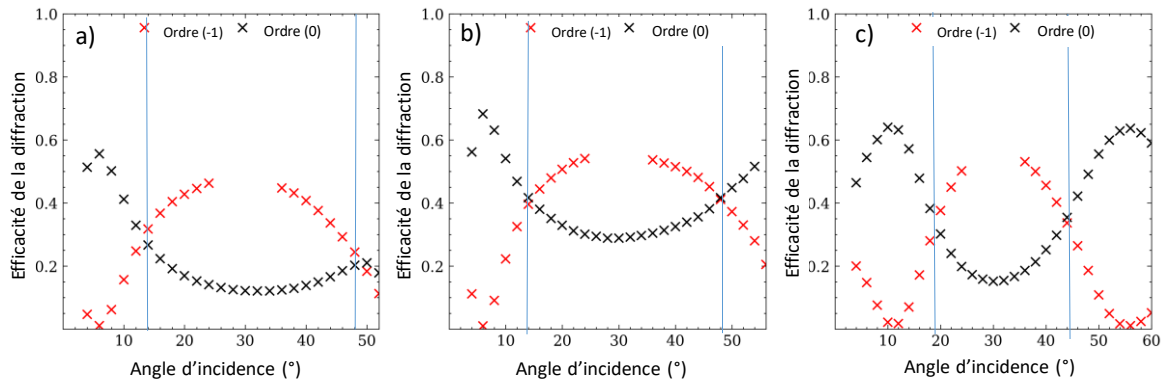 a)
Ordre (-1) Ordre (0)
1.0
0.8
0.6
0.4
0.2
10 20 30 40 50
Efficacité de la diffraction
Angle d’incidence (°)
b)
Ordre (-1) Ordre (0)
1.0
0.8
0.6
0.4
0.2
10 20 30 40 50
Efficacité de la diffraction
Angle d’incidence (°)
c)
Ordre (-1) Ordre (0)
1.0
0.8
0.6
0.4
0.2
10 20 30 40 50 60
Efficacité de la diffraction
Angle d’incidence (°)